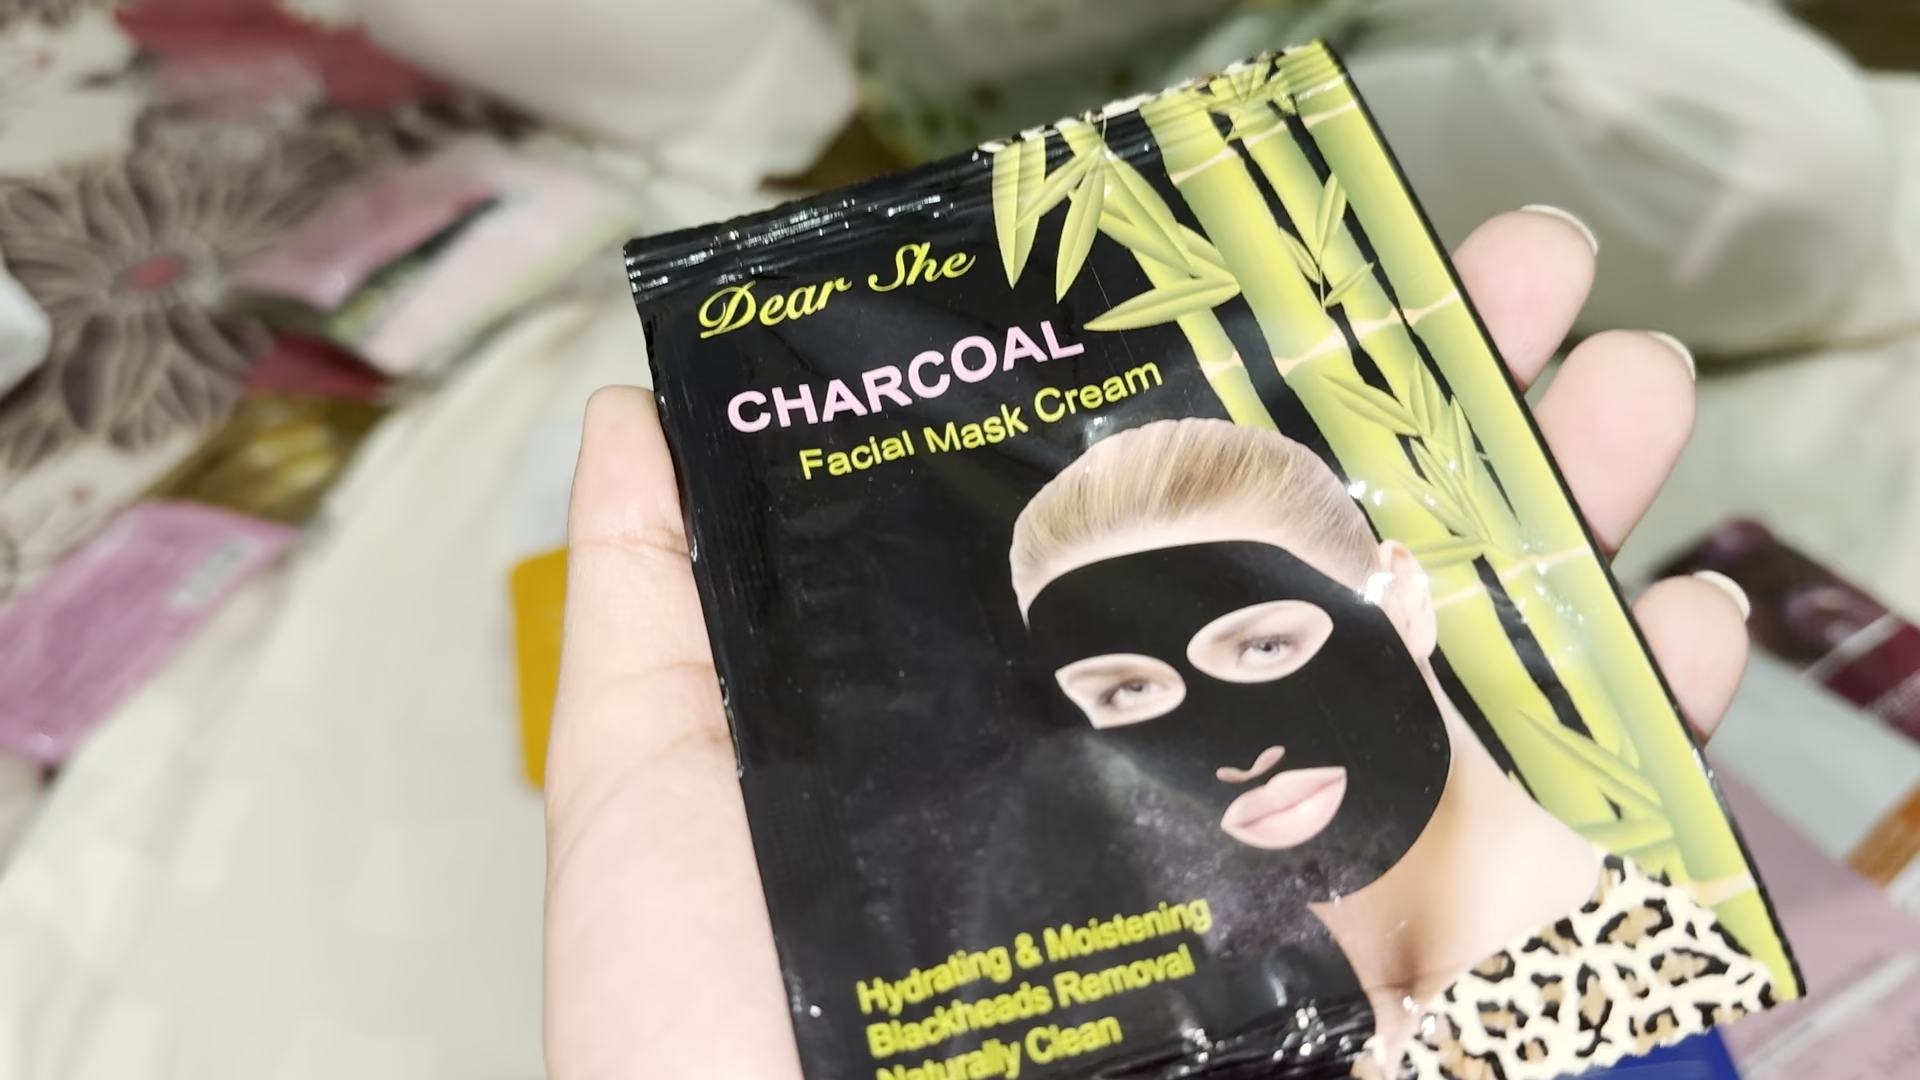 Dear She
CHARCOAL
Facial Mask Cream
Hydrating & Moistening
Blackheads Removal
Naturally Clean